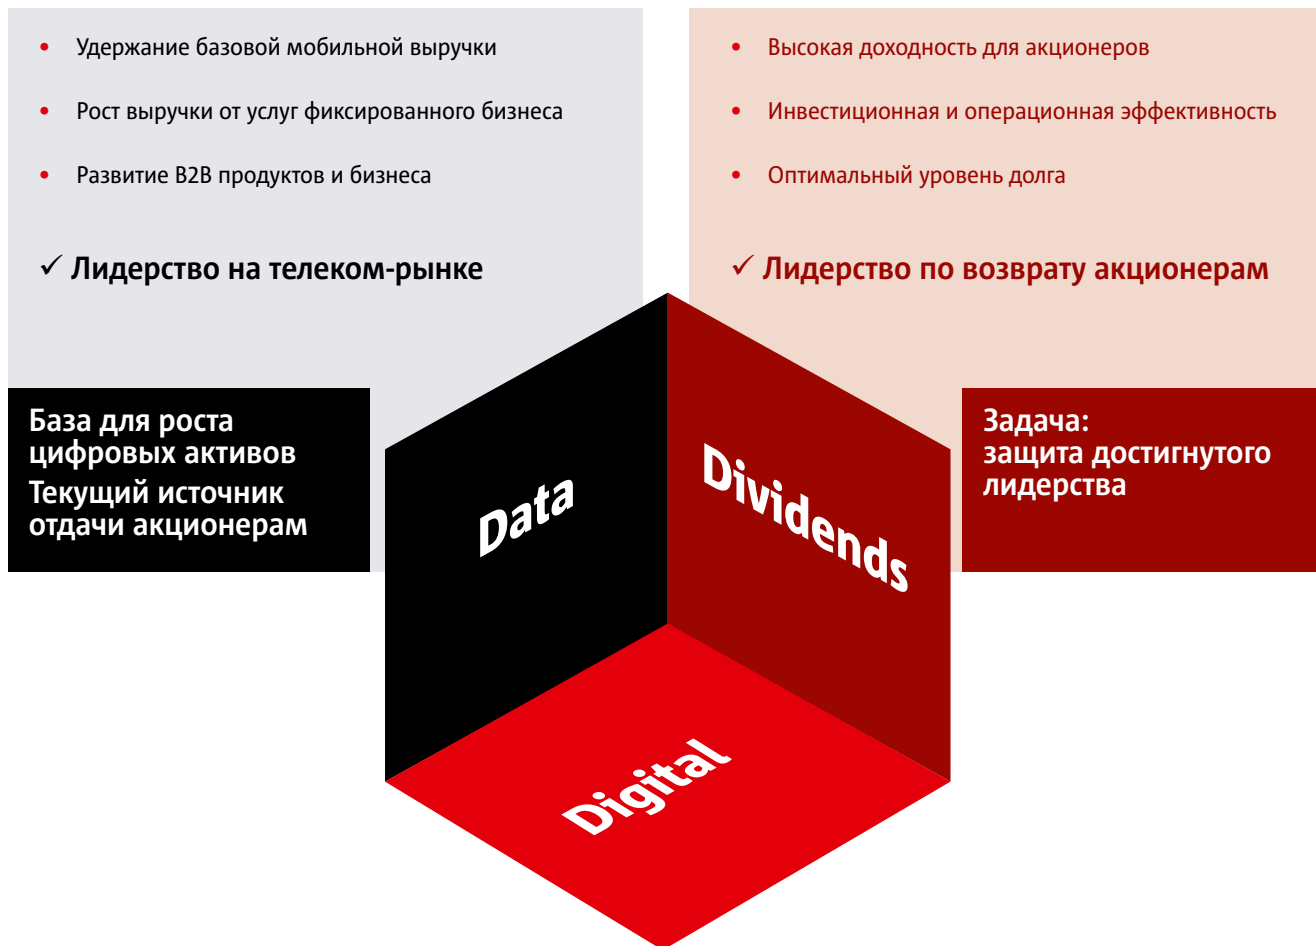 • Удержание базовой мобильной выручки
• Рост выручки от услуг фиксированного бизнеса
• Развитие B2B продуктов и бизнеса
✓ Лидерство на телеком-рынке
База для роста
цифровых активов
Текущий источник
отдачи акционерам
• Высокая доходность для акционеров
• Инвестиционная и операционная эффективность
• Оптимальный уровень долга
✓ Лидерство по возврату акционерам
Задача:
защита достигнутого
лидерства
Data
Dividends
Digital